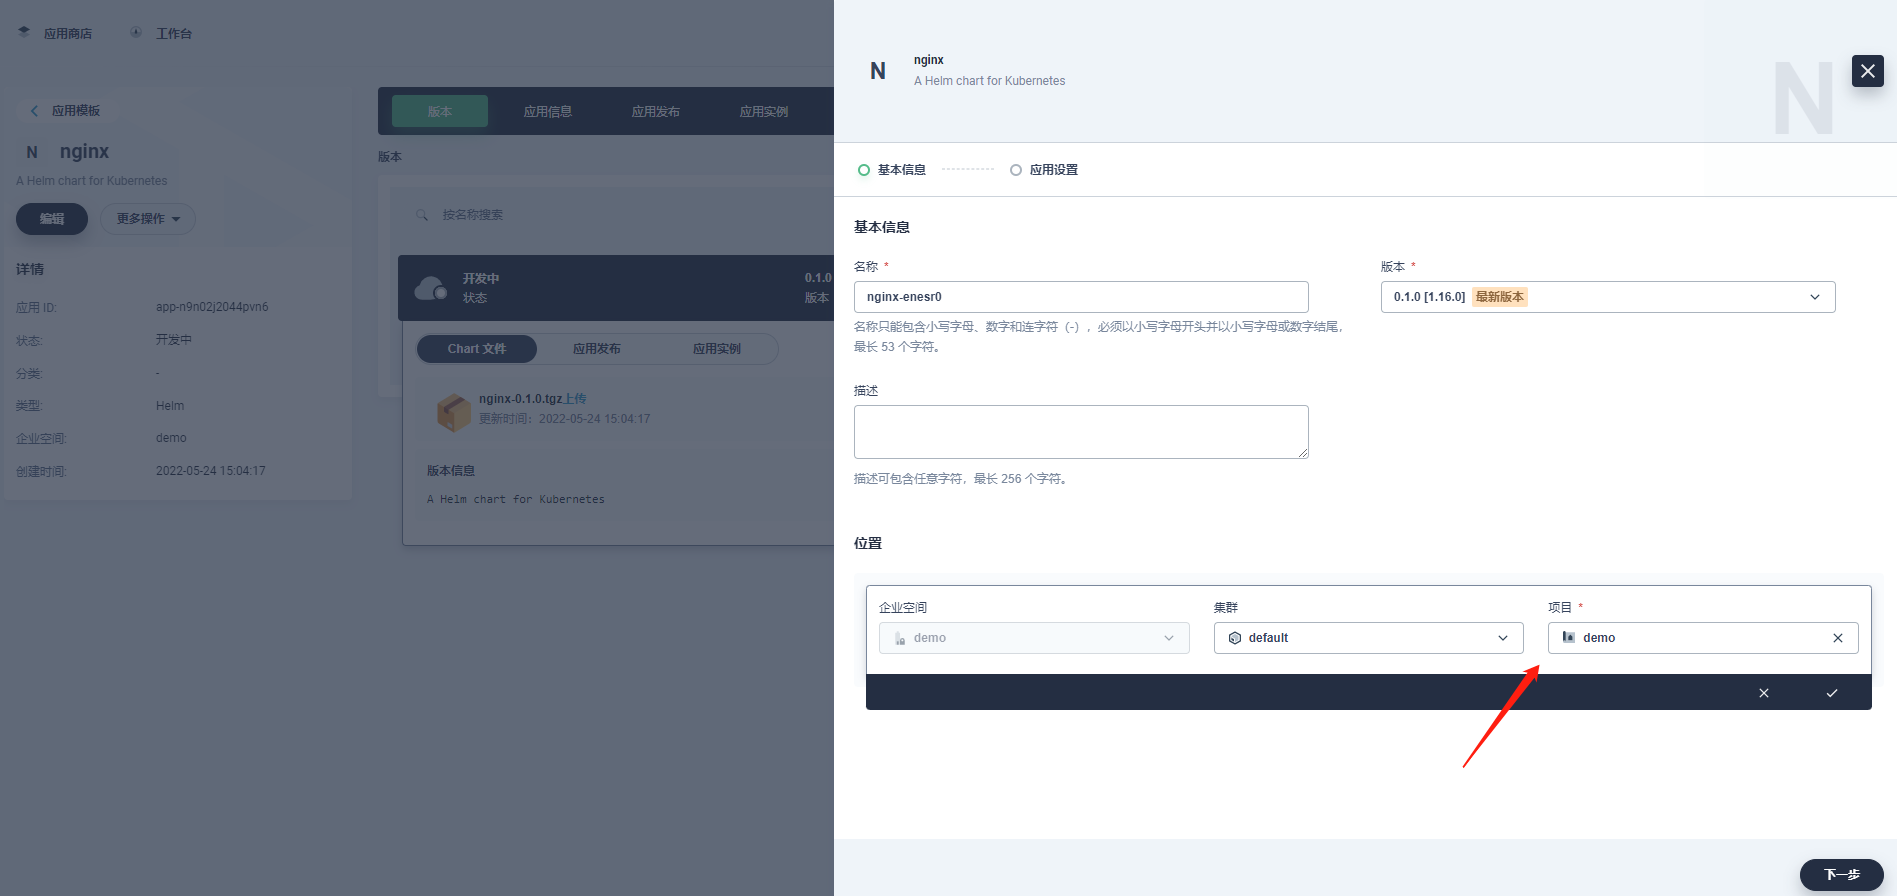 应用商店
工作台
应用模板
N nginx
A Helm chart for Kubernetes
编辑
更多操作
详情
应用 ID: app-n9n02j2044pvn6
状态: 开发中
分类: -
类型: Helm
企业空间: demo
创建时间: 2022-05-24 15:04:17
版本 应用信息 应用发布 应用实例
版本
按名称搜索
开发中
状态
0.1.0
版本
Chart 文件 应用发布 应用实例
nginx-0.1.0.tgz上传
更新时间：2022-05-24 15:04:17
版本信息
A Helm chart for Kubernetes
N
nginx
A Helm chart for Kubernetes
N
基本信息 应用设置
基本信息
名称 *
nginx-enesr0
名称只能包含小写字母、数字和连字符（-），必须以小写字母开头并以小写字母或数字结尾，
最长 53 个字符。
版本 *
0.1.0 [1.16.0] 最新版本
描述
描述可包含任意字符，最长 256 个字符。
位置
企业空间 集群 项目 *
demo default demo
下一步